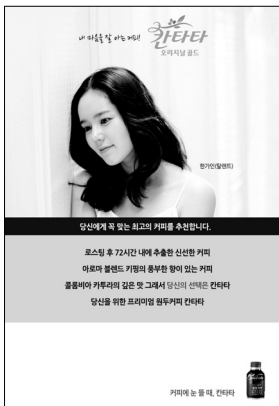 내 마음을 잘 아는 커피!
칸타타
오리지널 골드
한가인(탤런트)
당신에게 꼭 맞는 최고의 커피를 추천합니다.
로스팅 후 72시간 내에 추출한 신선한 커피
아로마 블렌드 키핑의 풍부한 향이 있는 커피
콜롬비아 카투라의 깊은 맛 그래서 당신의 선택은 칸타타
당신을 위한 프리미엄 원두커피 칸타타
커피에 눈 뜰 때, 칸타타